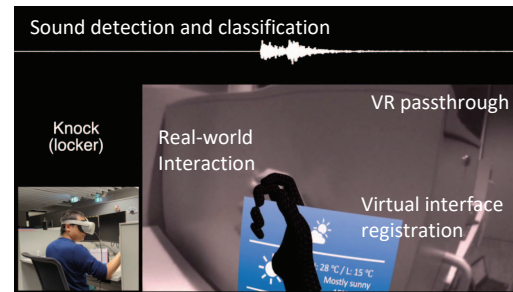 Sound detection and classification
VR passthrough
Knock
(locker)
Real-world
Interaction
Virtual interface
registration
28 °C / L: 15 °C
Mostly sunny